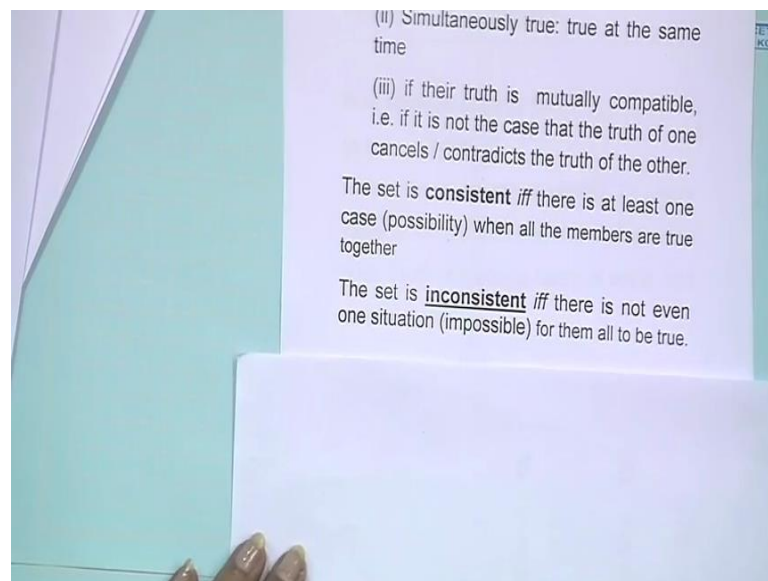 (ii) Simultaneously true: true at the same
time
(iii) if their truth is mutually compatible,
i.e. if it is not the case that the truth of one
cancels / contradicts the truth of the other.
The set is consistent iff there is at least one
case (possibility) when all the members are true
together
The set is inconsistent iff there is not even
one situation (impossible) for them all to be true.